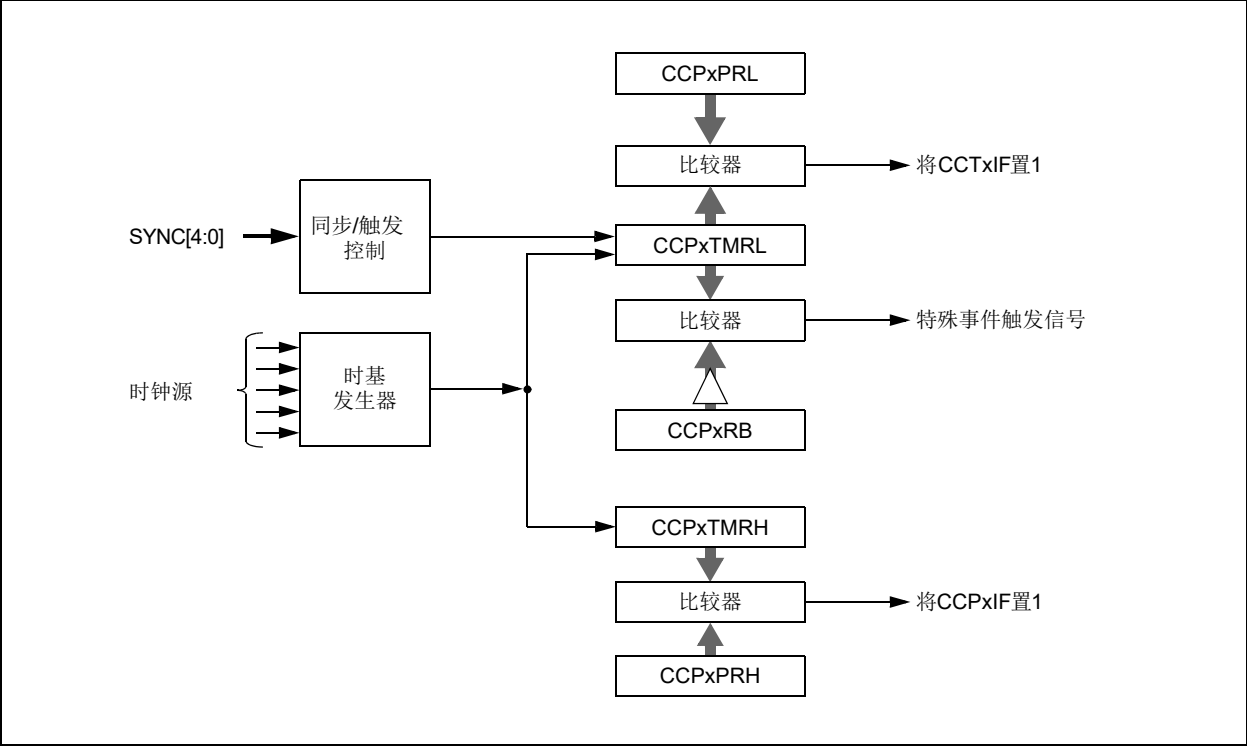 CCPxPRL
比较器
将CCTxIF置1
SYNC[4:0]
同步/触发
控制
CCPxTMRL
比较器
特殊事件触发信号
时钟源
时基
发生器
CCPxRB
CCPxTMRH
比较器
将CCPxIF置1
CCPxPRH